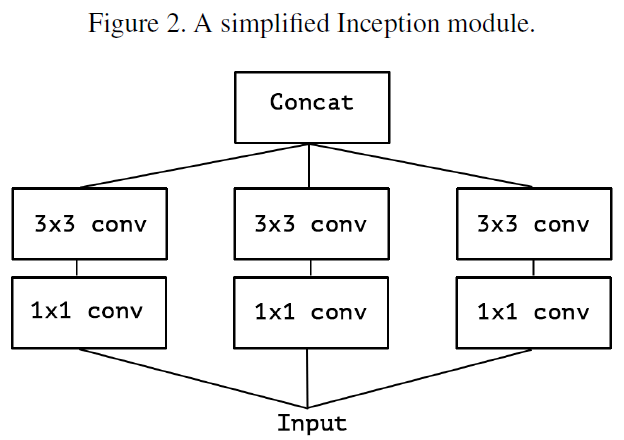 Figure 2. A simplified Inception module.
Concat
3x3 conv
3x3 conv
3x3 conv
1x1 conv
1x1 conv
1x1 conv
Input